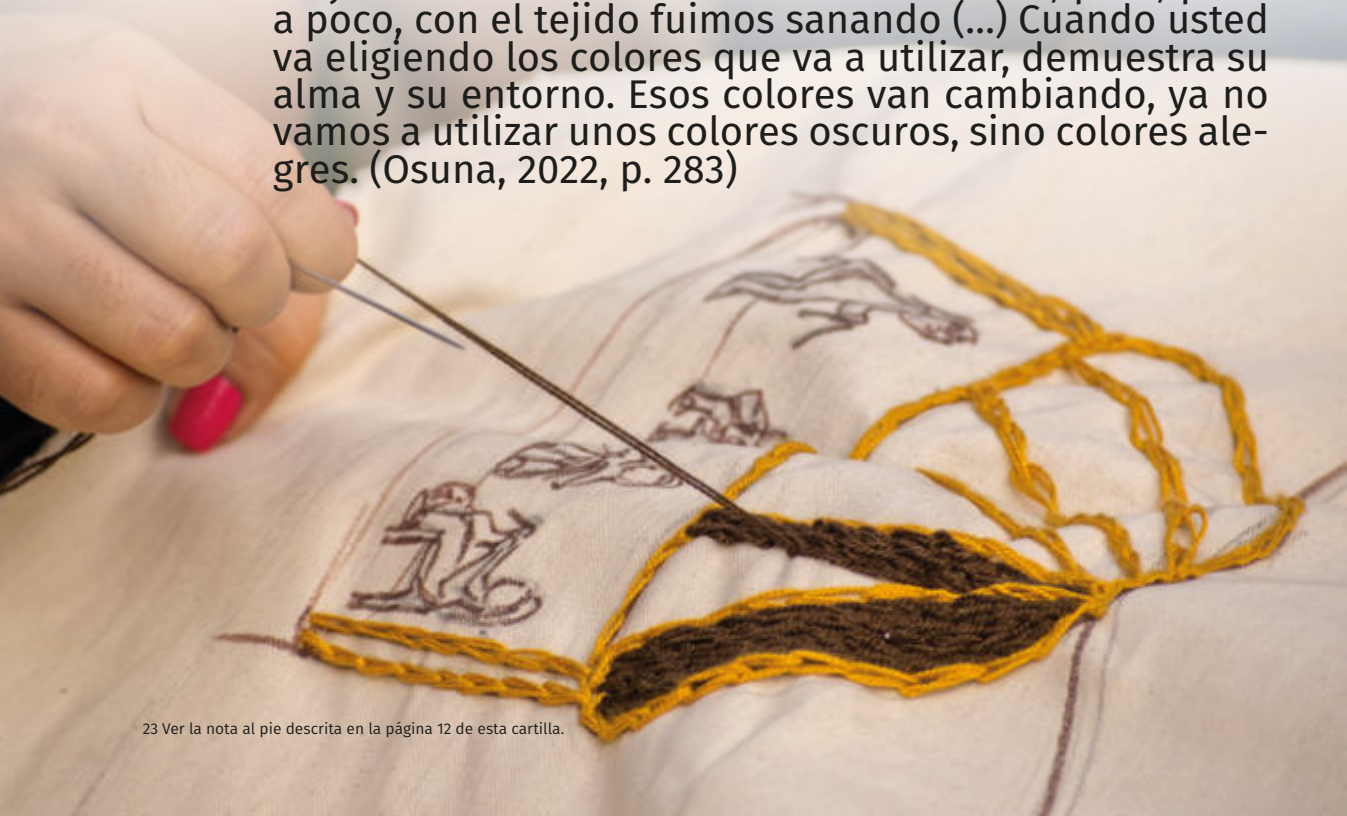 a poco, con el tejido fuimos sanando (...) Cuando usted
va eligiendo los colores que va a utilizar, demuestra su
alma y su entorno. Esos colores van cambiando, ya no
vamos a utilizar unos colores oscuros, sino colores ale-
gres. (Osuna, 2022, p. 283)
23 Ver la nota al pie descrita en la página 12 de esta cartilla.